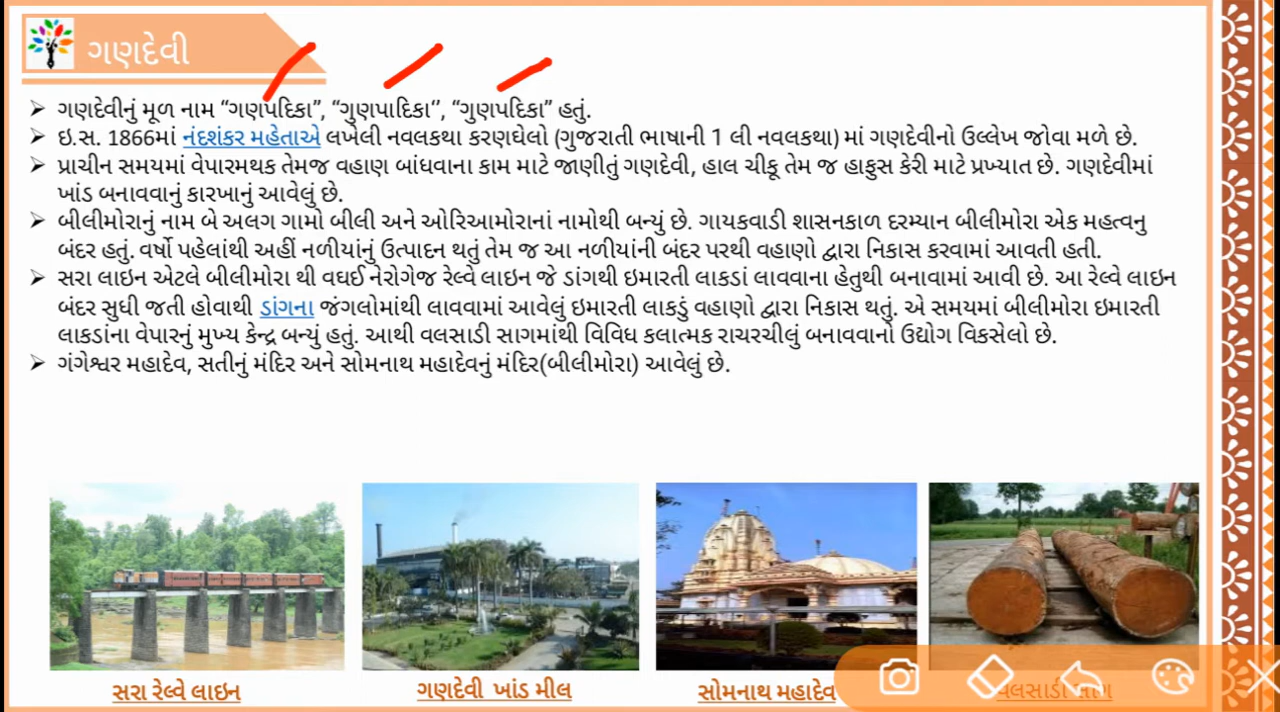 ગણદેવી
➢ ગણદેવીનું મૂળ નામ “ગણપદિકા”, “ગુણપાદિકા”, “ગુણપદિકા” હતું.
➢ ઇ.સ. 1866માં નંદશંકર મહેતાએ લખેલી નવલકથા કરણઘેલો (ગુજરાતી ભાષાની 1 લી નવલકથા) માં ગણદેવીનો ઉલ્લેખ જોવા મળે છે.
➢ પ્રાચીન સમયમાં વેપારમથક તેમજ વહાણ બાંધવાના કામ માટે જાણીતું ગણદેવી, હાલ ચીકૂ તેમ જ હાફુસ કેરી માટે પ્રખ્યાત છે. ગણદેવીમાં
ખાંડ બનાવવાનું કારખાનું આવેલું છે.
➢ બીલીમોરાનું નામ બે અલગ ગામો બીલી અને ઓરિઆમોરાનાં નામોથી બન્યું છે. ગાયકવાડી શાસનકાળ દરમ્યાન બીલીમોરા એક મહત્વનુ
બંદર હતું. વર્ષો પહેલાંથી અહીં નળીયાંનું ઉત્પાદન થતું તેમ જ આ નળીયાંની બંદર પરથી વહાણો દ્વારા નિકાસ કરવામાં આવતી હતી.
➢ સરા લાઇન એટલે બીલીમોરા થી વઘઈ નેરોગેજ રેલ્વે લાઇન જે ડાંગથી ઇમારતી લાકડાં લાવવાના હેતુથી બનાવામાં આવી છે. આ રેલ્વે લાઇન
બંદર સુધી જતી હોવાથી ડાંગના જંગલોમાંથી લાવવામાં આવેલું ઇમારતી લાકડું વહાણો દ્વારા નિકાસ થતું. એ સમયમાં બીલીમોરા ઇમારતી
લાકડાંના વેપારનું મુખ્ય કેન્દ્ર બન્યું હતું. આથી વલસાડી સાગમાંથી વિવિધ કલાત્મક રાચરચીલું બનાવવાનો ઉદ્યોગ વિકસેલો છે.
➢ ગંગેશ્વર મહાદેવ, સતીનું મંદિર અને સોમનાથ મહાદેવનું મંદિર(બીલીમોરા) આવેલું છે.
સરા રેલ્વે લાઇન
ગણદેવી ખાંડ મીલ
સોમનાથ મહાદેવ
વલસાડી સાગ